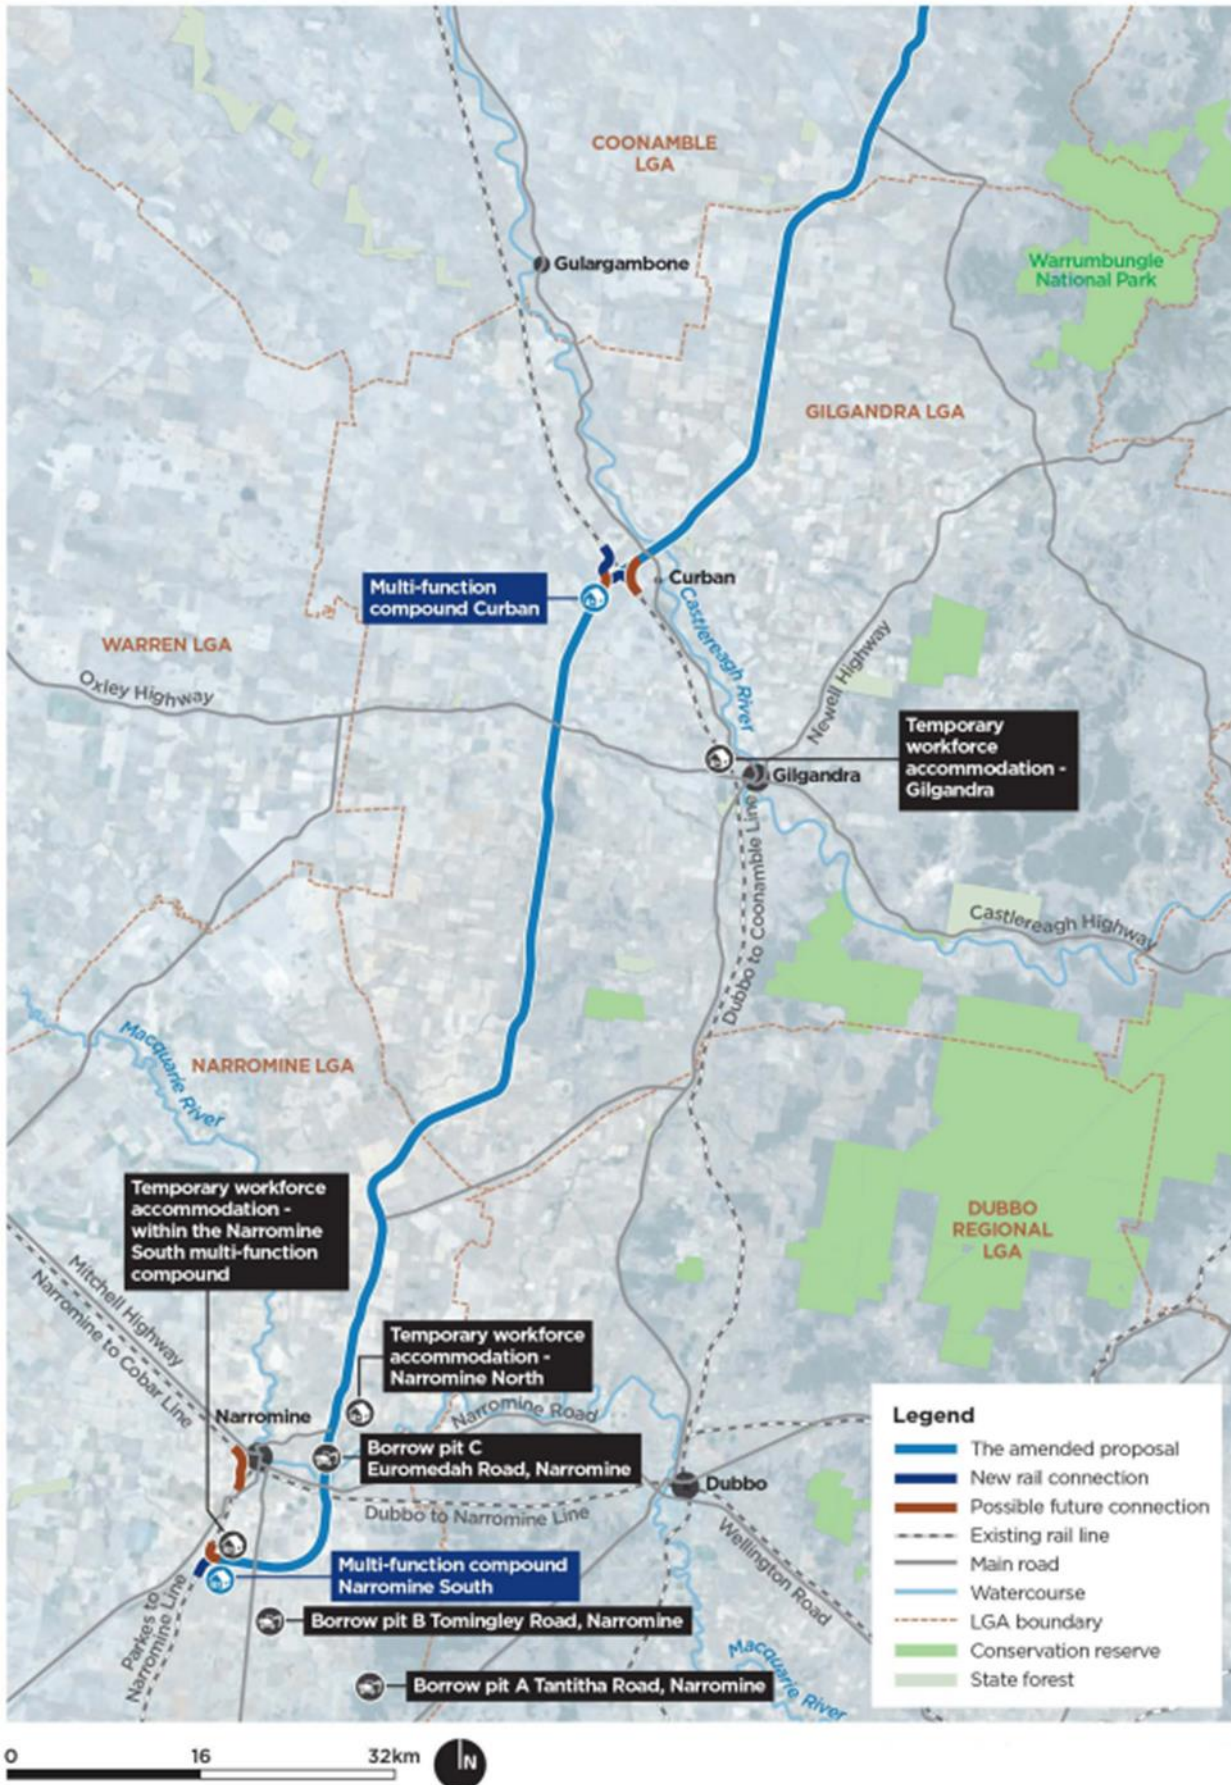 COONAMBLE
LGA
Gulargambone
Warrumbungle
National Park
GILGANDRA LGA
Multi-function
compound Curban
Curban
Castlereagh River
WARREN LGA
Oxley Highway
Newell Highway
Temporary
workforce
accommodation -
Gilgandra
Gilgandra
Dubbo to Coonamble Line
Castlereagh Highway
Macquarie River
NARROMINE LGA
Temporary workforce
accommodation -
within the Narromine
South multi-function
compound
DUBBO
REGIONAL
LGA
Mitchell Highway
Narromine to Cobar Line
Temporary workforce
accommodation -
Narromine North
Narromine
Narromine Road
Borrow pit C
Euromedah Road, Narromine
Dubbo
Dubbo to Narromine Line
Wellington Road
Multi-function compound
Narromine South
Parkes to
Narromine Line
Borrow pit B Tomingley Road, Narromine
Macquarie River
Borrow pit A Tantitha Road, Narromine
Legend
The amended proposal
New rail connection
Possible future connection
Existing rail line
Main road
Watercourse
LGA boundary
Conservation reserve
State forest
0 16 32km
N